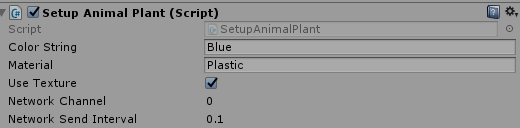 Setup Animal Plant (Script)
Script SetupAnimalPlant
Color String Blue
Material Plastic
Use Texture
Network Channel 0
Network Send Interval 0.1